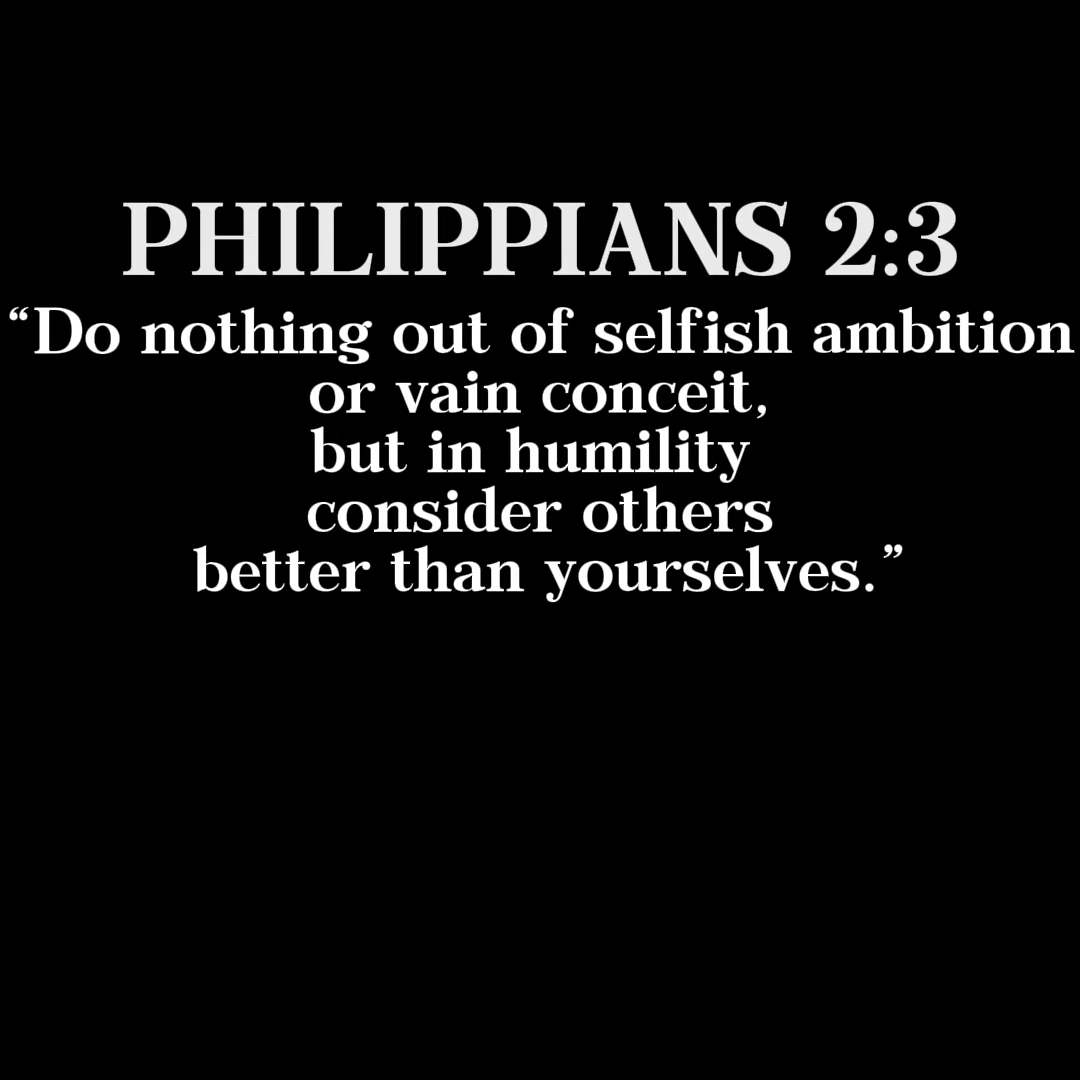 PHILIPPIANS 2:3
“Do nothing out of selfish ambition
or vain conceit,
but in humility
consider others
better than yourselves.”